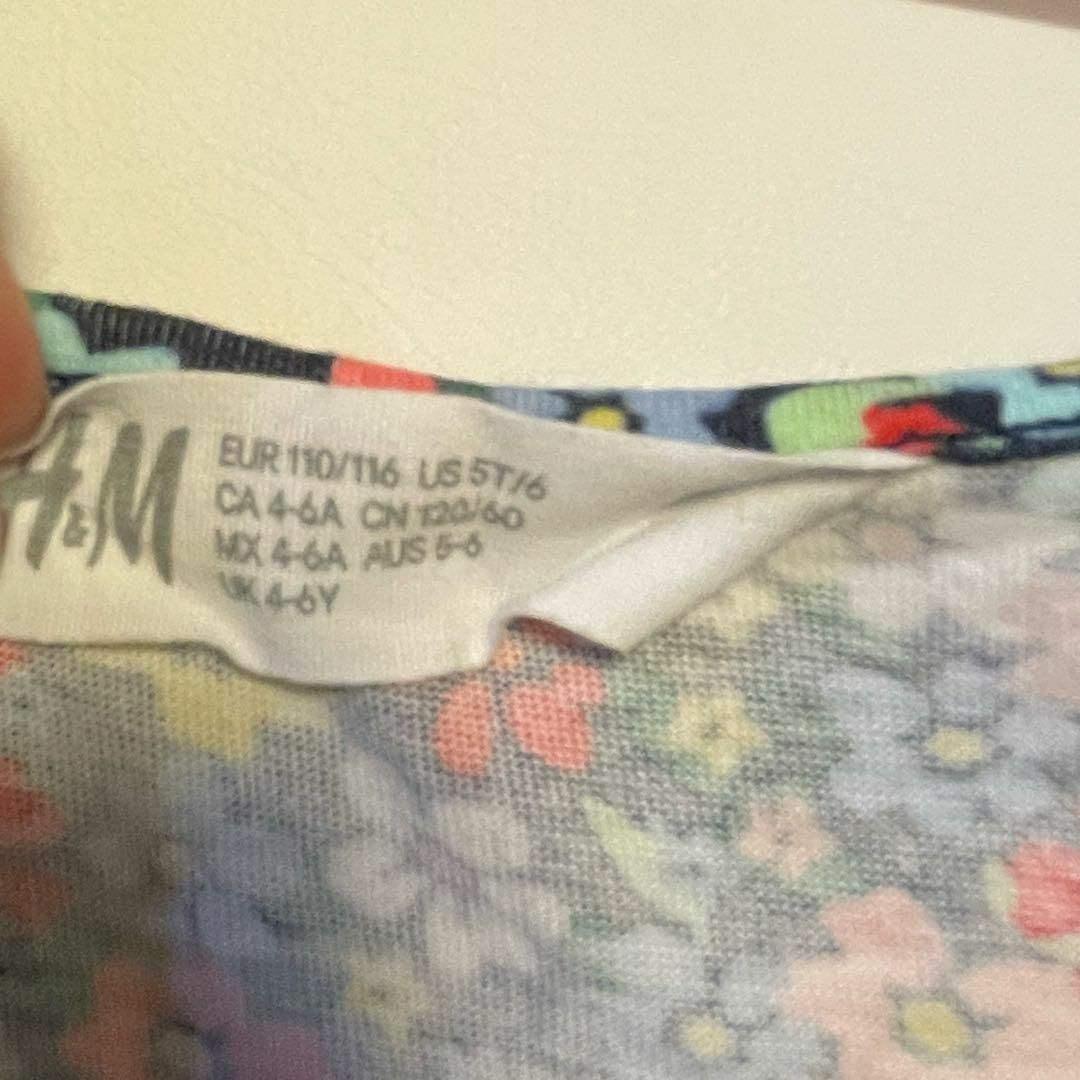 H&M
EUR 110/116 US 5T/6
CA 4-6A CN 120/60
MX 4-6A AUS 5-6
UK 4-6Y